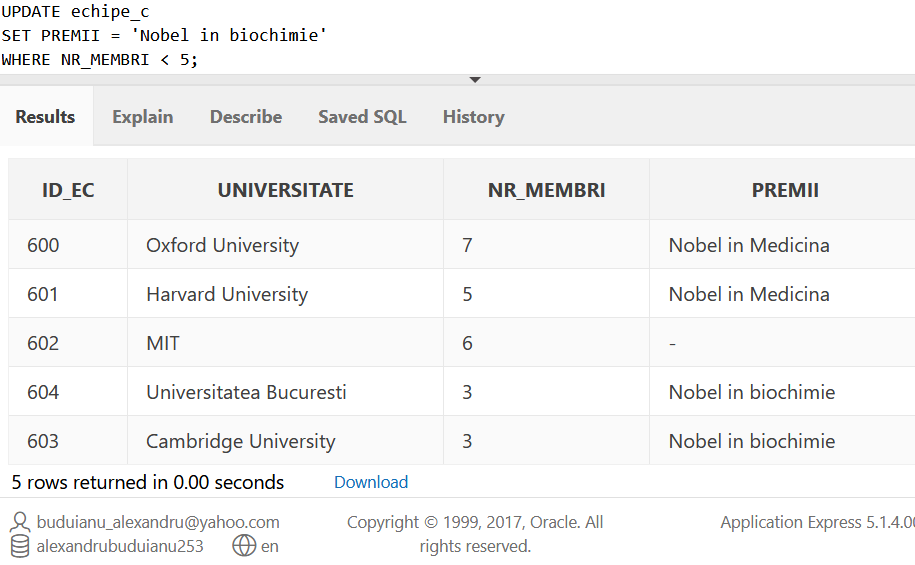 UPDATE echipe_c
SET PREMII = 'Nobel in biochimie'
WHERE NR_MEMBRI < 5;
Results Explain Describe Saved SQL History
ID_EC UNIVERSITATE NR_MEMBRI PREMII
600 Oxford University 7 Nobel in Medicina
601 Harvard University 5 Nobel in Medicina
602 MIT 6 -
604 Universitatea Bucuresti 3 Nobel in biochimie
603 Cambridge University 3 Nobel in biochimie
5 rows returned in 0.00 seconds Download
buduianu_alexandru@yahoo.com Copyright © 1999, 2017, Oracle. All Application Express 5.1.4.00
alexandrubuduianu253 en rights reserved.